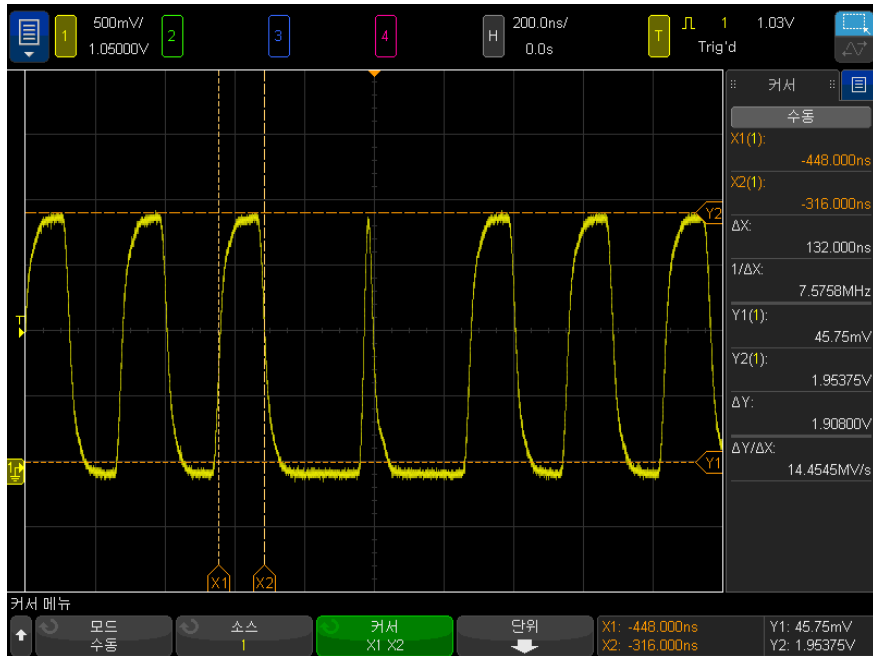 1 500mV/ 2 3 4 H 200.0ns/ T 1 1.03V
1.05000V 0.0s Trig'd
커서
수동
X1(1):
-448.000ns
X2(1):
-316.000ns
ΔX:
132.000ns
1/ΔX:
7.5758MHz
Y1(1):
45.75mV
Y2(1):
1.95375V
ΔY:
1.90800V
ΔY/ΔX:
14.4545MV/s
Y2
T
1
Y1
X1 X2
커서 메뉴
모드 소스 커서 단위 X1: -448.000ns Y1: 45.75mV
수동 1 X1 X2 X2: -316.000ns Y2: 1.95375V